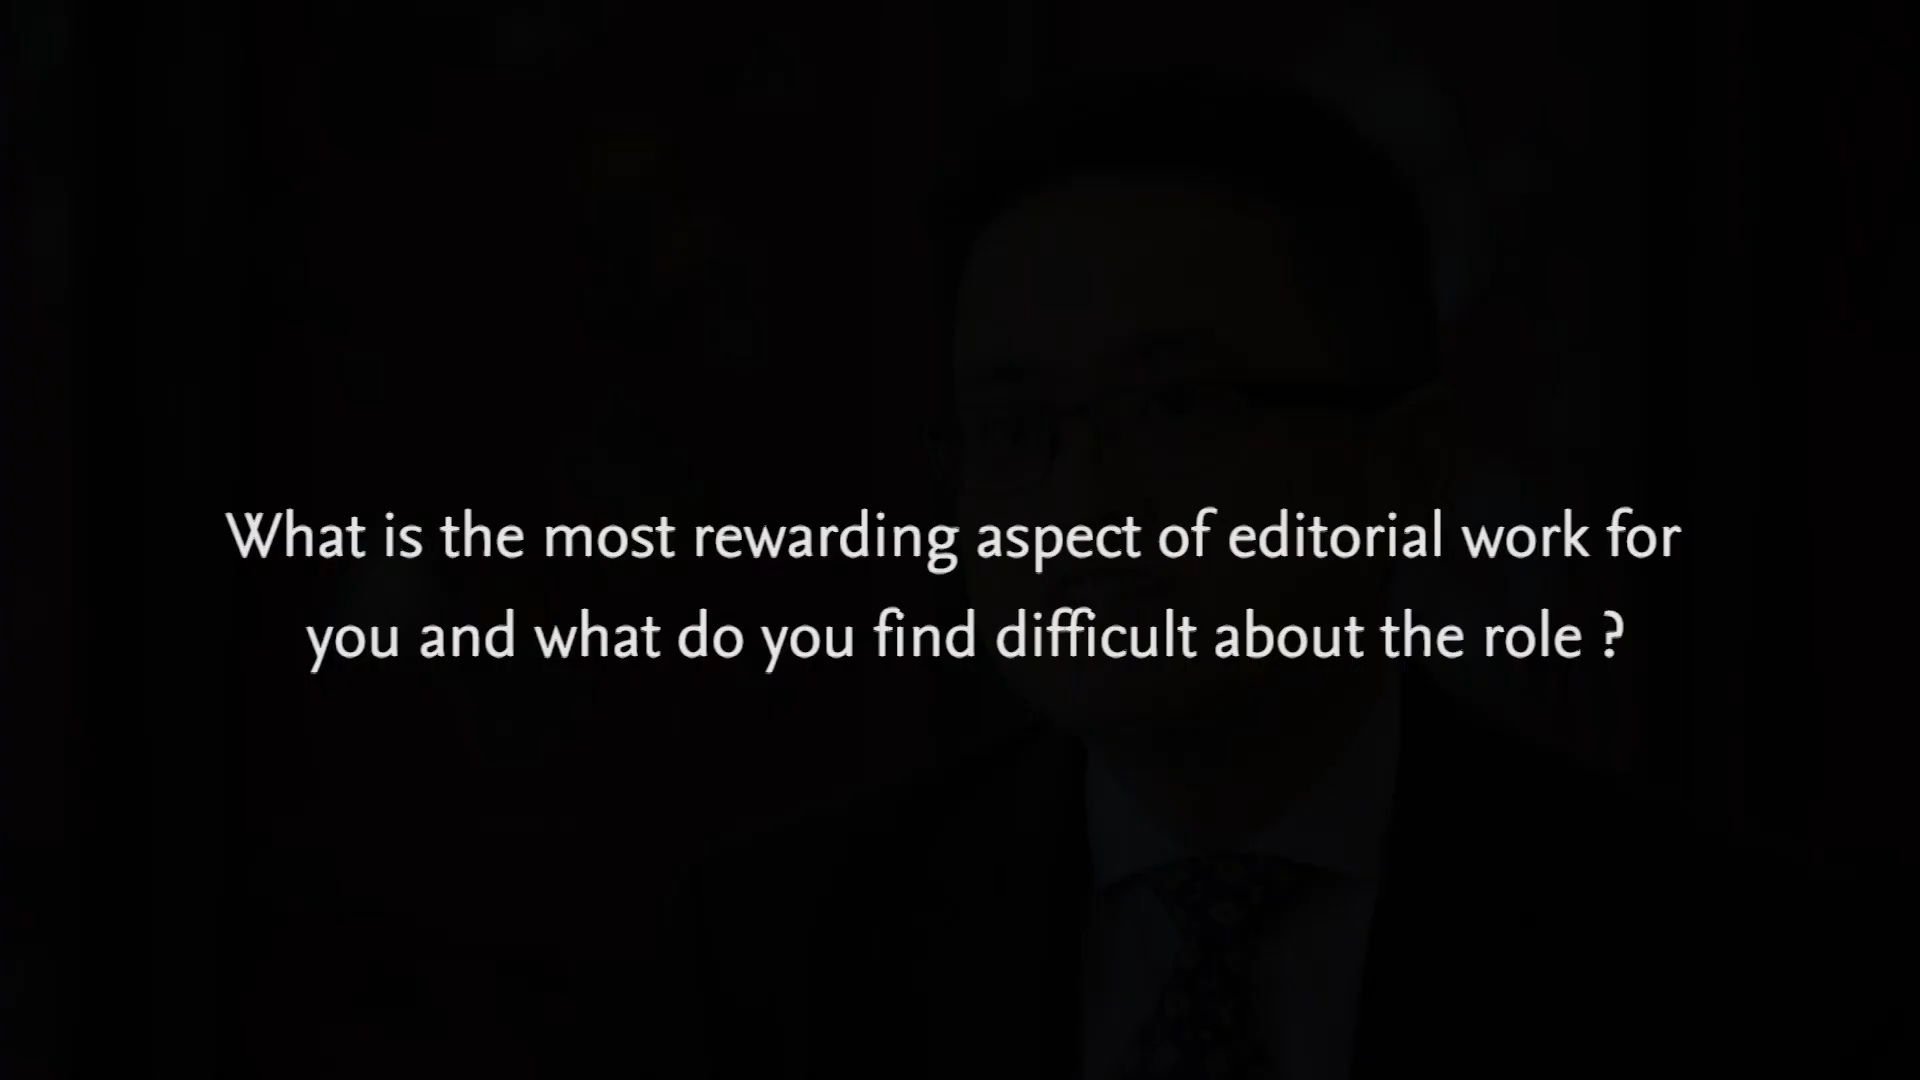 What is the most rewarding aspect of editorial work for
you and what do you find difficult about the role ?